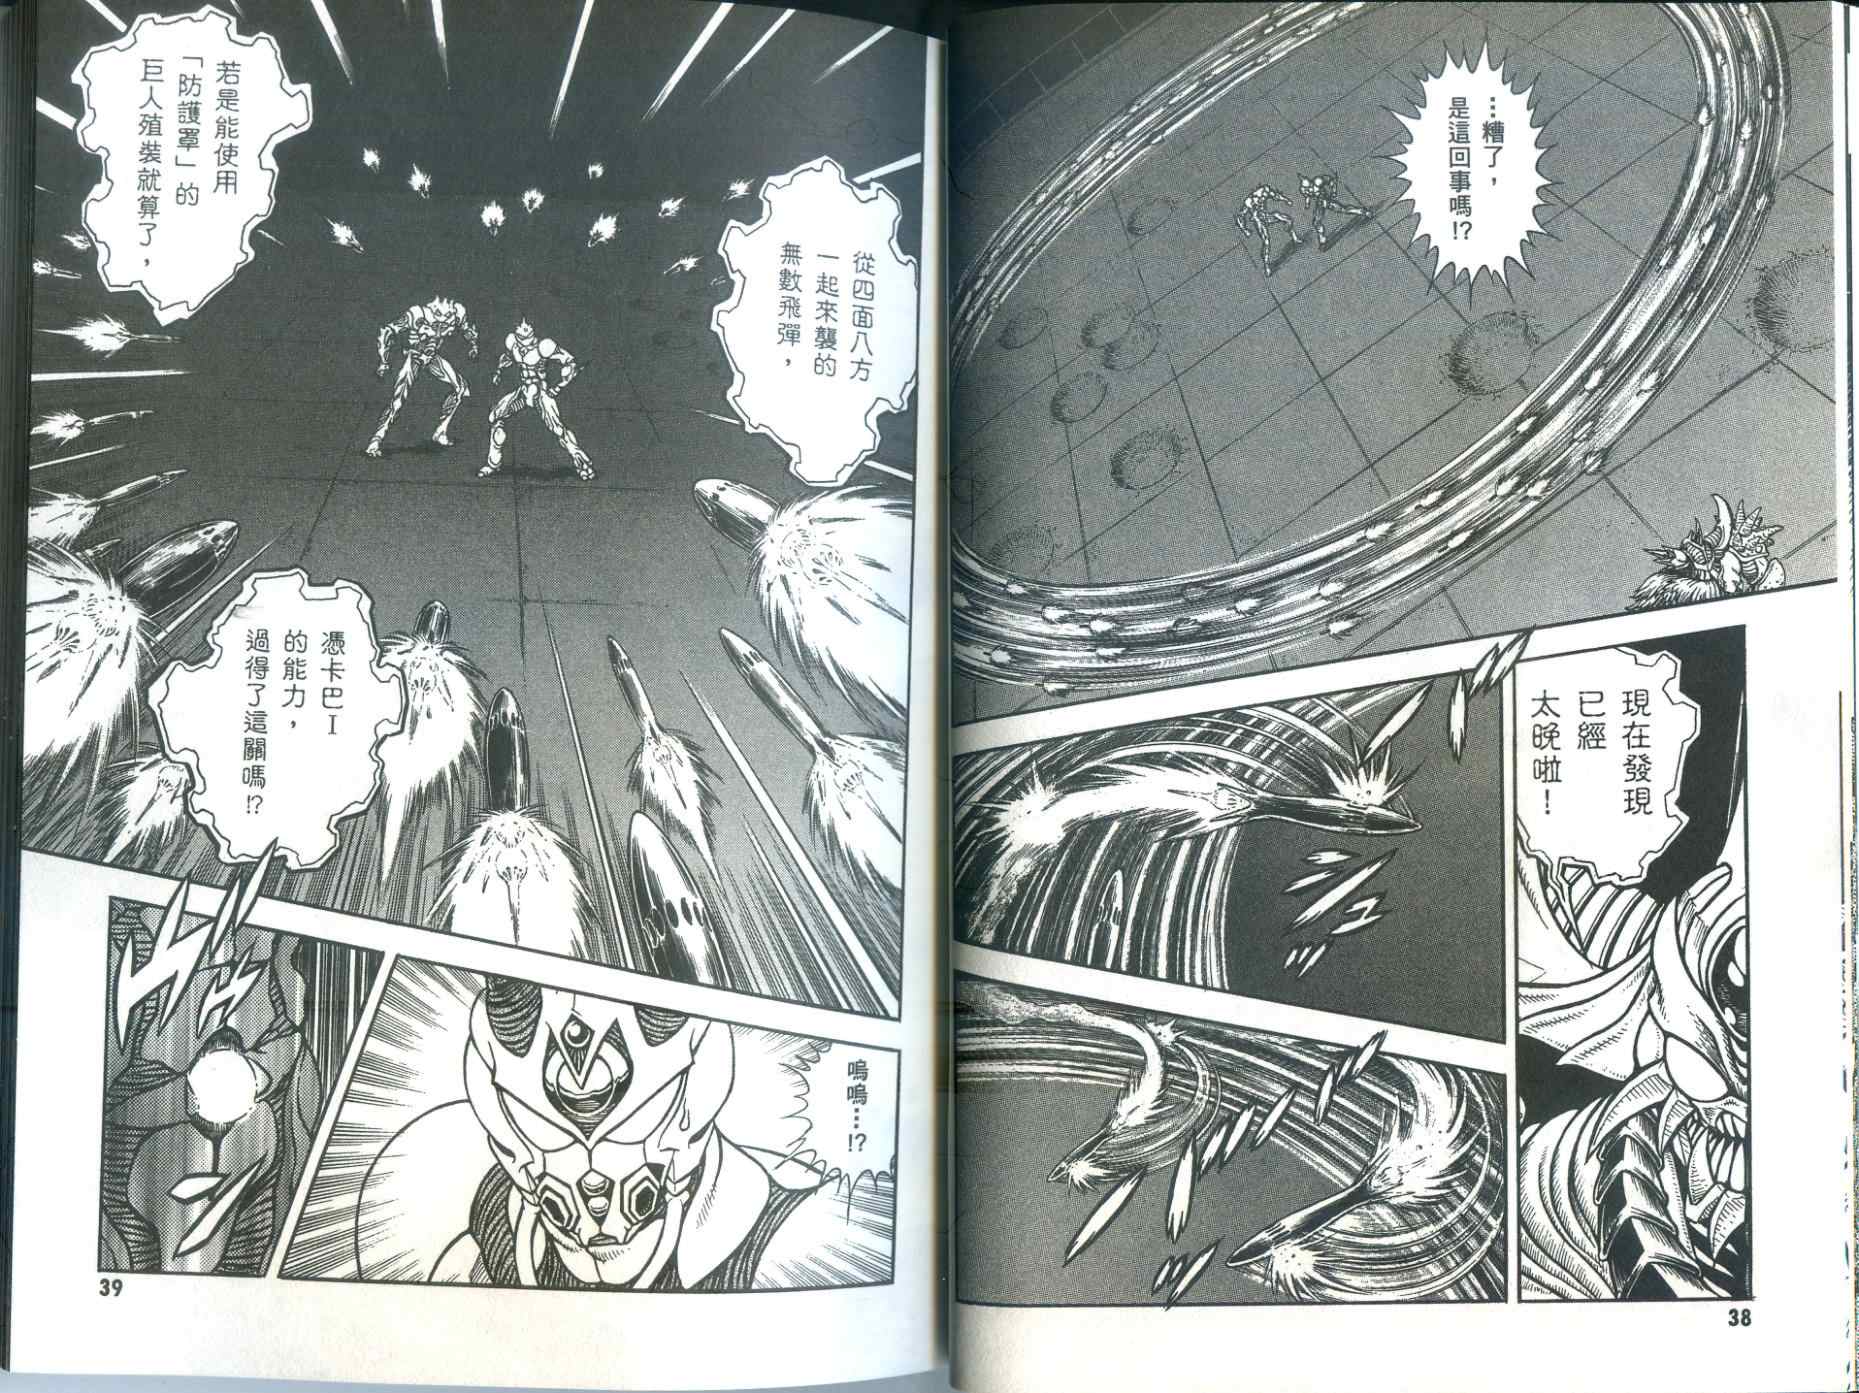 …糟了，
是這回事嗎!?
現在發現
已經
太晚啦！
38
從四面八方
一起來襲的
無數飛彈，
若是能使用
「防護罩」的
巨人殖裝就算了，
憑卡巴I
的能力，
過得了這關嗎!?
嗚嗚…!?
39